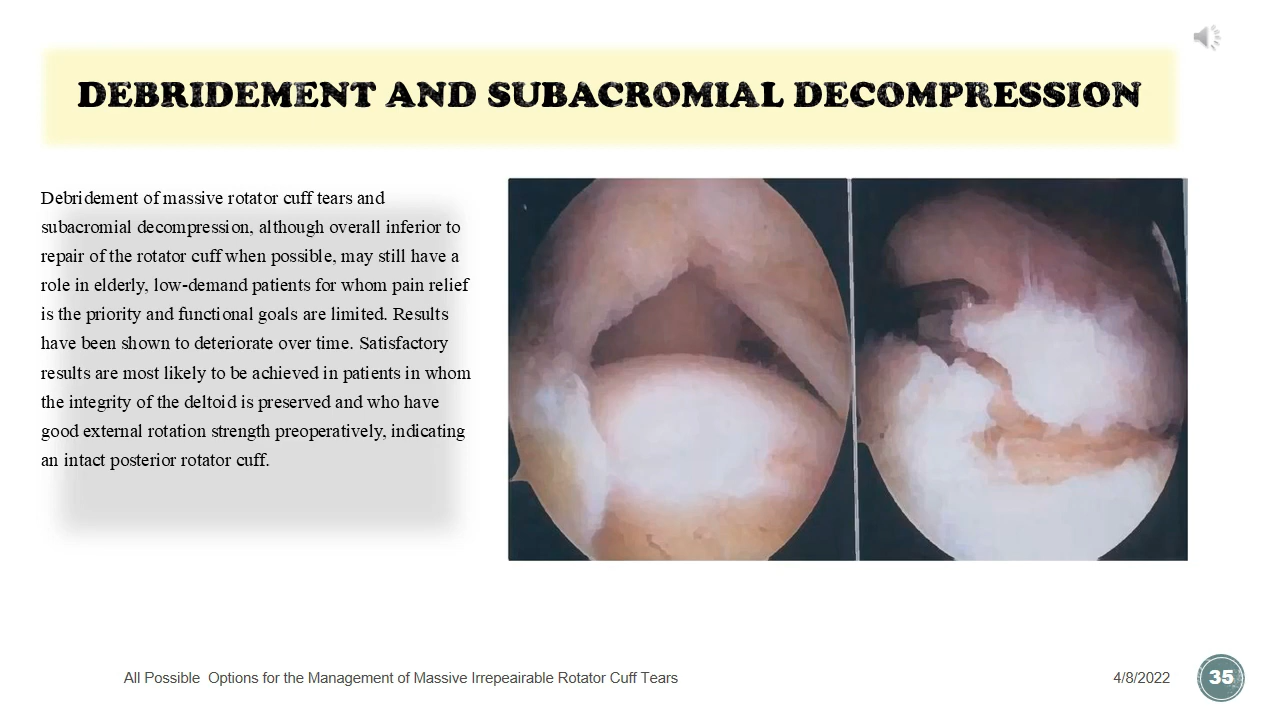 DEBRIDEMENT AND SUBACROMIAL DECOMPRESSION
Debridement of massive rotator cuff tears and
subacromial decompression, although overall inferior to
repair of the rotator cuff when possible, may still have a
role in elderly, low-demand patients for whom pain relief
is the priority and functional goals are limited. Results
have been shown to deteriorate over time. Satisfactory
results are most likely to be achieved in patients in whom
the integrity of the deltoid is preserved and who have
good external rotation strength preoperatively, indicating
an intact posterior rotator cuff.
All Possible  Options for the Management of Massive Irrepeairable Rotator Cuff Tears
4/8/2022
35